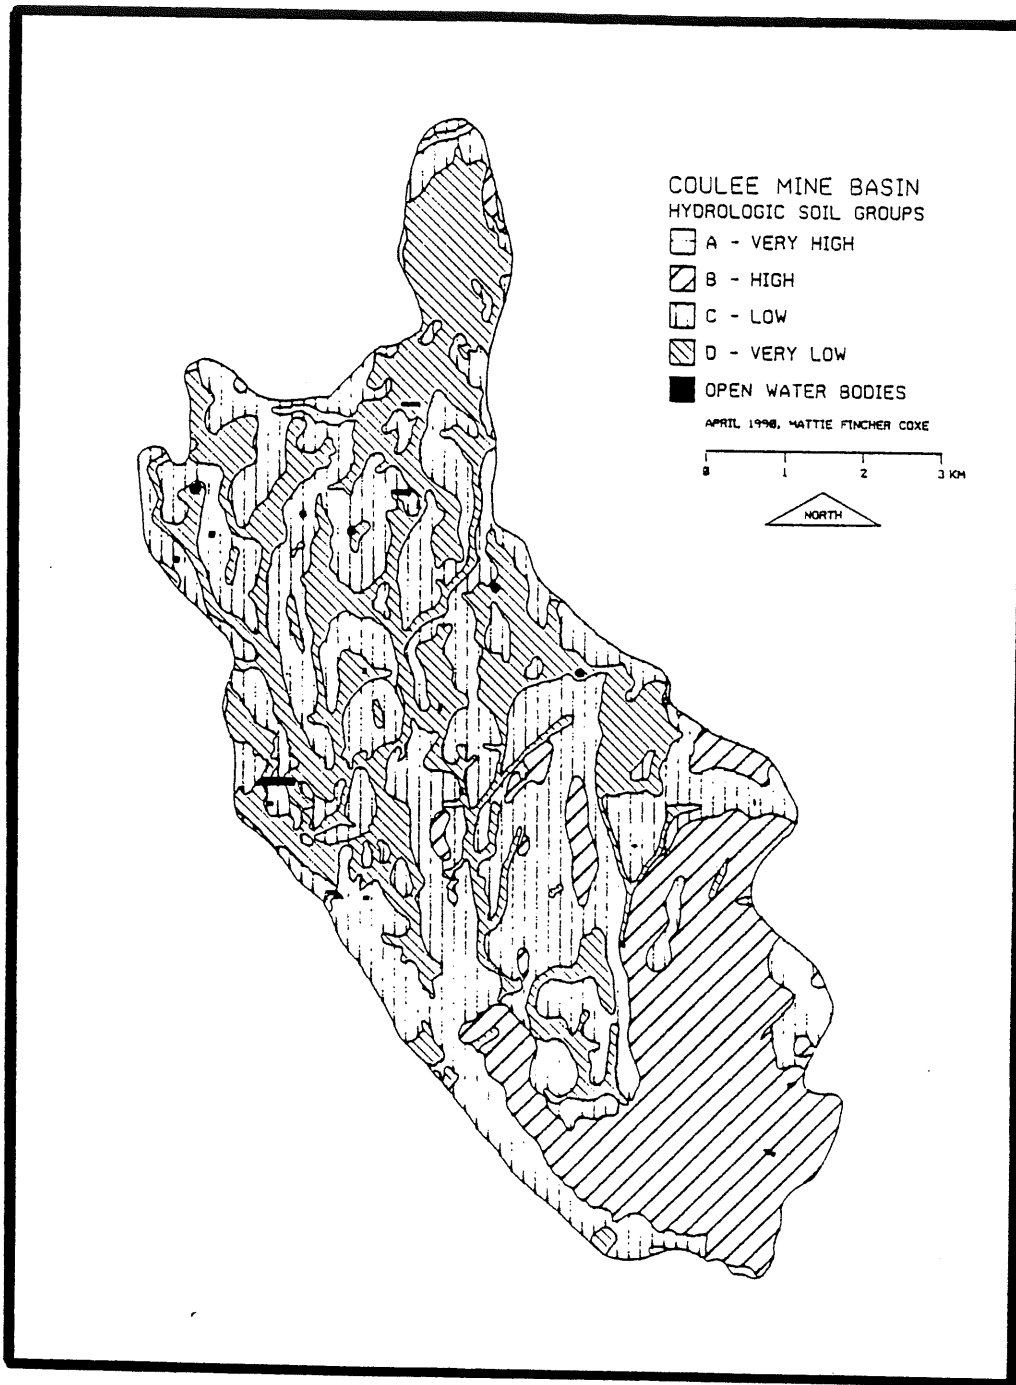 COULEE MINE BASIN
HYDROLOGIC SOIL GROUPS
A - VERY HIGH
B - HIGH
C - LOW
D - VERY LOW
OPEN WATER BODIES
APRIL 1990, MATTIE FINCHER COXE
0 1 2 3 KM
NORTH